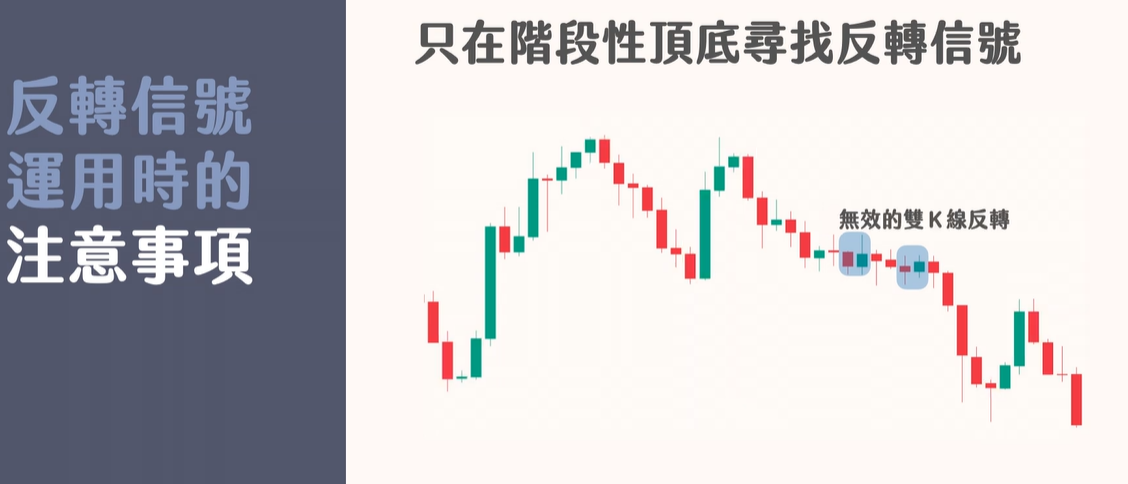 反轉信號
運用時的
注意事項
只在階段性頂底尋找反轉信號
無效的雙K線反轉